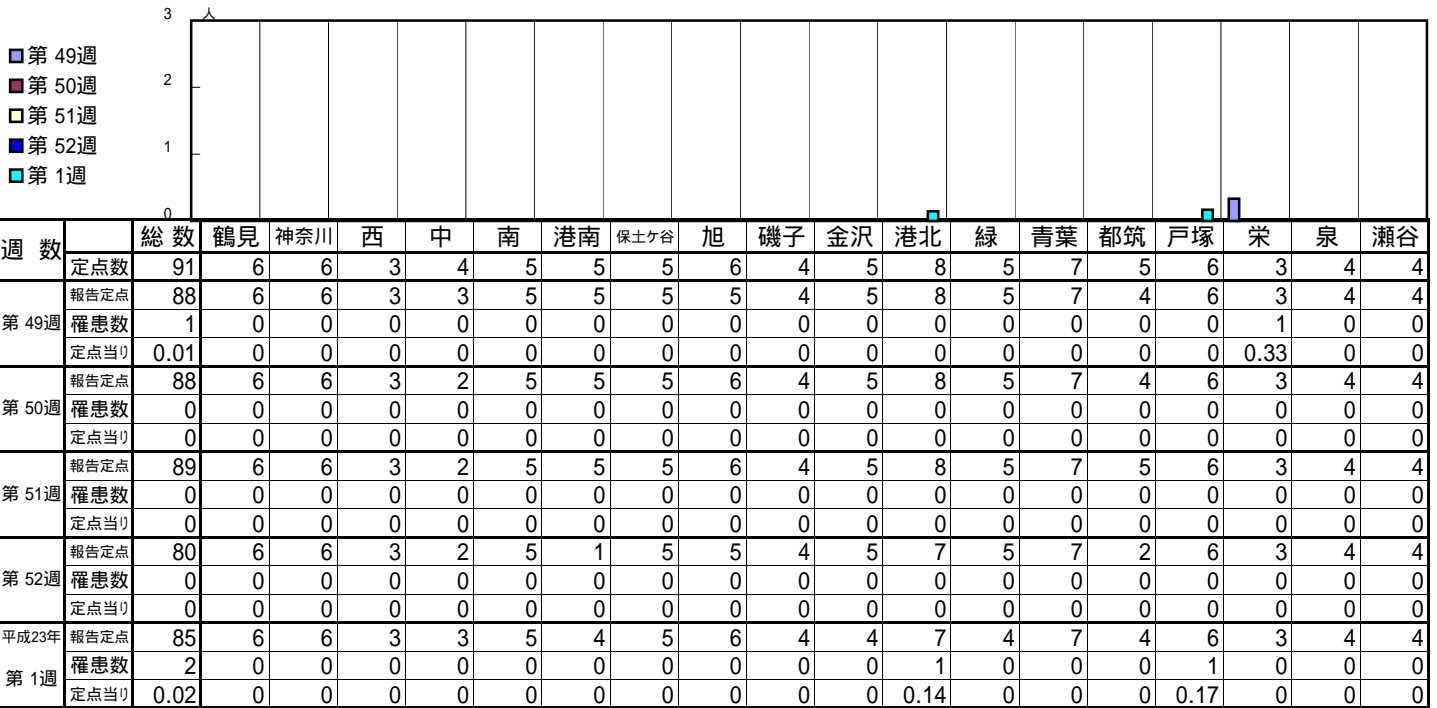 3 人
■第 49週
2
■第 50週
■第 51週
■第 52週
1
■第 1週
0
週 数 総 数 鶴見 神奈川 西 中 南 港南 保土ケ谷 旭 磯子 金沢 港北 緑 青葉 都筑 戸塚 栄 泉 瀬谷
定点数 91 6 6 3 4 5 5 5 6 4 5 8 5 7 5 6 3 4 4
第 49週
報告定点 88 6 6 3 3 5 5 5 5 4 5 8 5 7 4 6 3 4 4
罹患数 1 0 0 0 0 0 0 0 0 0 0 0 0 0 0 0 1 0 0
定点当り 0.01 0 0 0 0 0 0 0 0 0 0 0 0 0 0 0 0.33 0 0
第 50週
報告定点 88 6 6 3 2 5 5 5 6 4 5 8 5 7 4 6 3 4 4
罹患数 0 0 0 0 0 0 0 0 0 0 0 0 0 0 0 0 0 0 0
定点当り 0 0 0 0 0 0 0 0 0 0 0 0 0 0 0 0 0 0 0
第 51週
報告定点 89 6 6 3 2 5 5 5 6 4 5 8 5 7 5 6 3 4 4
罹患数 0 0 0 0 0 0 0 0 0 0 0 0 0 0 0 0 0 0 0
定点当り 0 0 0 0 0 0 0 0 0 0 0 0 0 0 0 0 0 0 0
第 52週
報告定点 80 6 6 3 2 5 1 5 5 4 5 7 5 7 2 6 3 4 4
罹患数 0 0 0 0 0 0 0 0 0 0 0 0 0 0 0 0 0 0 0
定点当り 0 0 0 0 0 0 0 0 0 0 0 0 0 0 0 0 0 0 0
平成23年
第 1週
報告定点 85 6 6 3 3 5 4 5 6 4 4 7 4 7 4 6 3 4 4
罹患数 2 0 0 0 0 0 0 0 0 0 0 1 0 0 0 1 0 0 0
定点当り 0.02 0 0 0 0 0 0 0 0 0 0 0.14 0 0 0 0.17 0 0 0